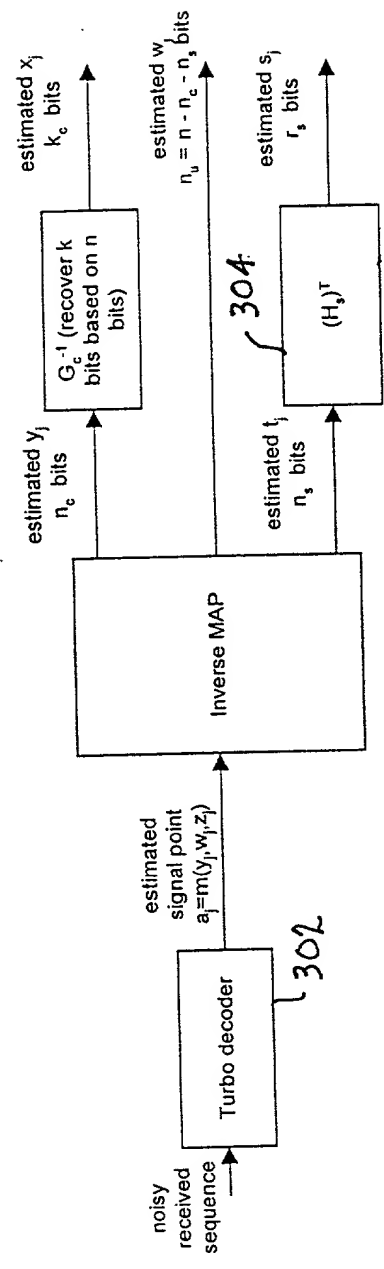 noisy
received
sequence
Turbo decoder
302
estimated
signal point
a_j=m(y_j,w_j,z_j)
Inverse MAP
estimated y_j
n_c bits
G_c^-1 (recover k
bits based on n
bits)
estimated x_j
k_c bits
estimated w_j
n_u = n - n_c - n_s bits
estimated t_j
n_s bits
304
(H_s)^T
estimated s_j
r_s bits